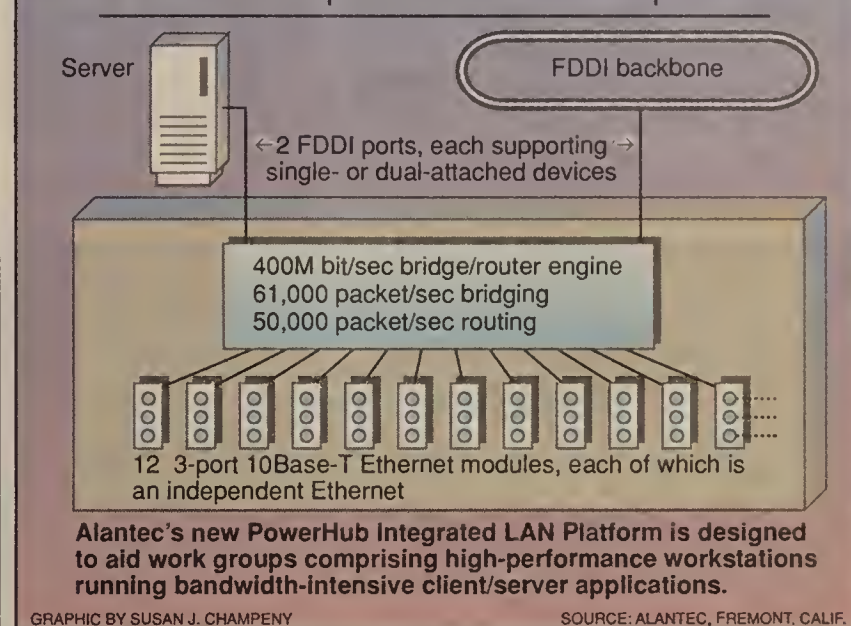 Server
FDDI backbone
←2 FDDI ports, each supporting→
single- or dual-attached devices
400M bit/sec bridge/router engine
61,000 packet/sec bridging
50,000 packet/sec routing
12 3-port 10Base-T Ethernet modules, each of which is
an independent Ethernet
Alantec's new PowerHub Integrated LAN Platform is designed
to aid work groups comprising high-performance workstations
running bandwidth-intensive client/server applications.
GRAPHIC BY SUSAN J. CHAMPENY
SOURCE: ALANTEC, FREMONT, CALIF.